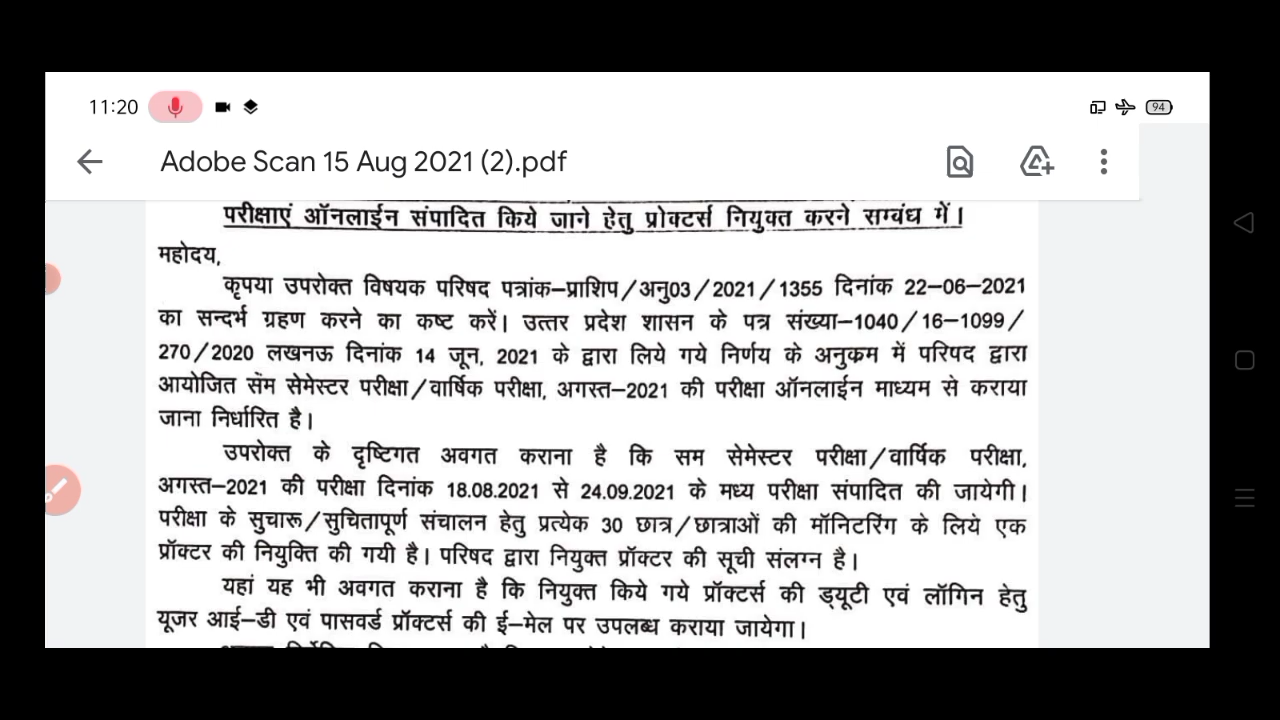 11:20
94
Adobe Scan 15 Aug 2021 (2).pdf
परीक्षाएं ऑनलाईन संपादित किये जाने हेतु प्रोक्टर्स नियुक्त करने सम्बंध में।
महोदय,
कृपया उपरोक्त विषयक परिषद पत्रांक–प्राशिप/अनु03/2021/1355 दिनांक 22–06–2021
का सन्दर्भ ग्रहण करने का कष्ट करें। उत्तर प्रदेश शासन के पत्र संख्या–1040/16–1099/
270/2020 लखनऊ दिनांक 14 जून, 2021 के द्वारा लिये गये निर्णय के अनुक्रम में परिषद द्वारा
आयोजित सम सेमेस्टर परीक्षा/वार्षिक परीक्षा, अगस्त–2021 की परीक्षा ऑनलाईन माध्यम से कराया
जाना निर्धारित है।
उपरोक्त के दृष्टिगत अवगत कराना है कि सम सेमेस्टर परीक्षा/वार्षिक परीक्षा,
अगस्त–2021 की परीक्षा दिनांक 18.08.2021 से 24.09.2021 के मध्य परीक्षा संपादित की जायेगी।
परीक्षा के सुचारू/सुचितापूर्ण संचालन हेतु प्रत्येक 30 छात्र/छात्राओं की मॉनिटरिंग के लिये एक
प्रॉक्टर की नियुक्ति की गयी है। परिषद द्वारा नियुक्त प्रॉक्टर की सूची संलग्न है।
यहां यह भी अवगत कराना है कि नियुक्त किये गये प्रॉक्टर्स की ड्यूटी एवं लॉगिन हेतु
यूजर आई–डी एवं पासवर्ड प्रॉक्टर्स की ई–मेल पर उपलब्ध कराया जायेगा।